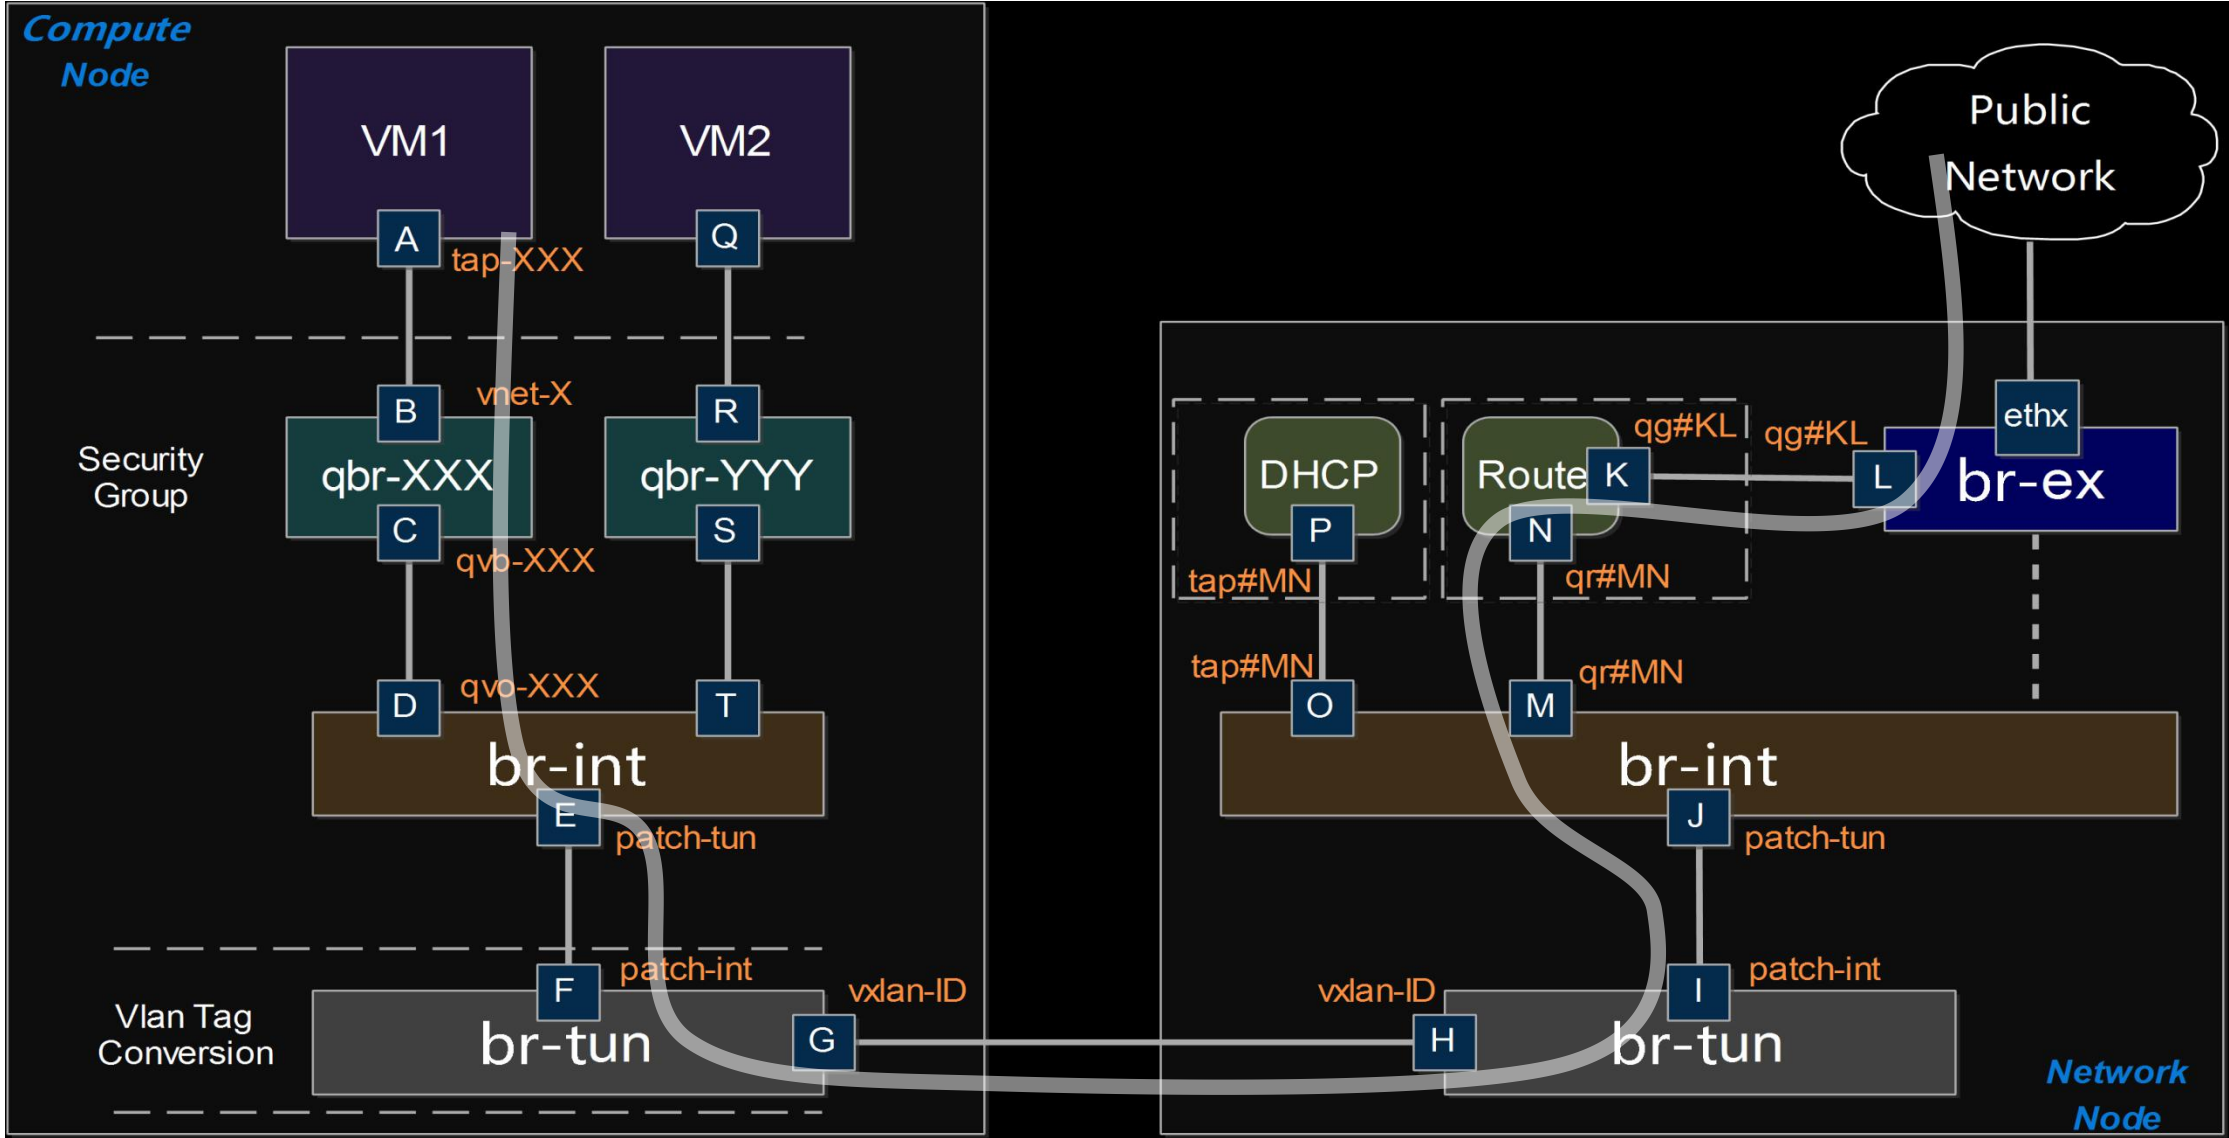 Compute
Node
VM1
VM2
A
Q
tap-XXX
Public
Network
vnet-X
B
R
Security
Group
qbr-XXX
qbr-YYY
C
S
qvb-XXX
qvo-XXX
D
T
br-int
E
patch-tun
patch-int
F
Vlan Tag
Conversion
br-tun
G
vxlan-ID
ethx
qg#KL
qg#KL
DHCP
Route
K
L
br-ex
P
N
tap#MN
qr#MN
tap#MN
qr#MN
O
M
br-int
J
patch-tun
vxlan-ID
patch-int
I
H
br-tun
Network
Node